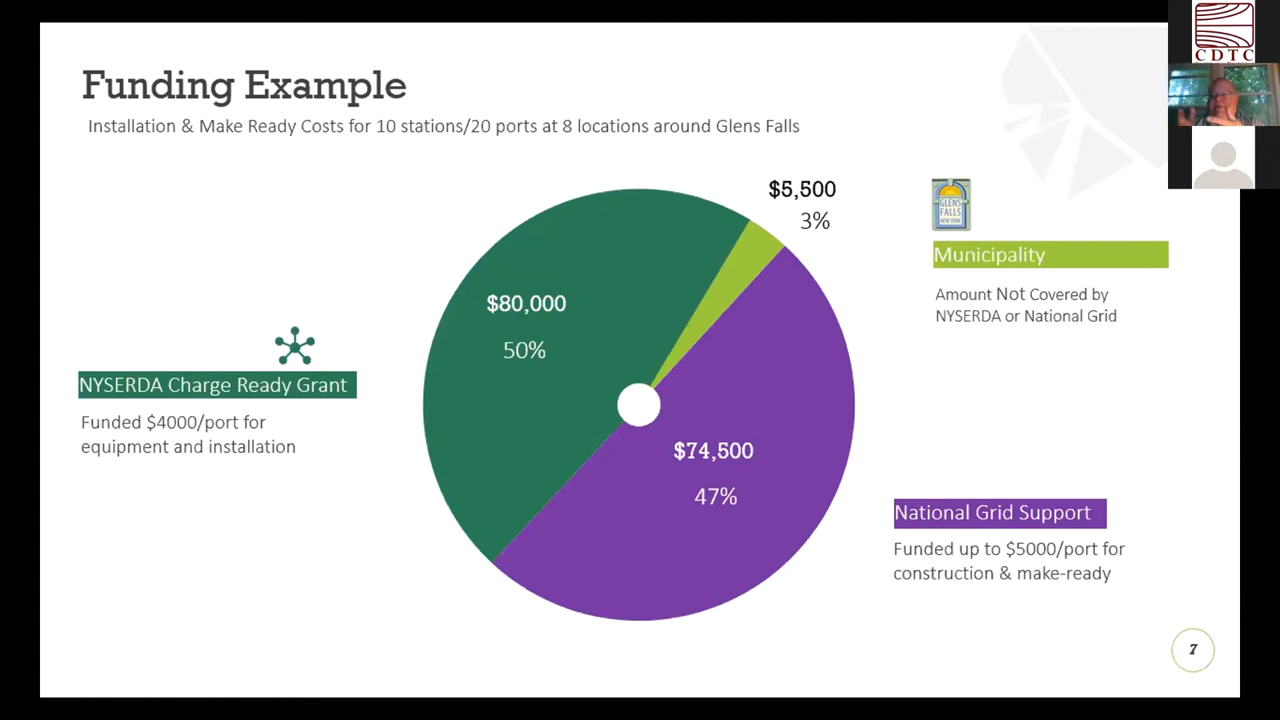 CDTC
Funding Example
Installation & Make Ready Costs for 10 stations/20 ports at 8 locations around Glens Falls
$5,500
3%
GLENS
FALLS
NEW YORK
Municipality
Amount Not Covered by
NYSERDA or National Grid
$80,000
50%
NYSERDA Charge Ready Grant
Funded $4000/port for
equipment and installation
$74,500
47%
National Grid Support
Funded up to $5000/port for
construction & make-ready
7